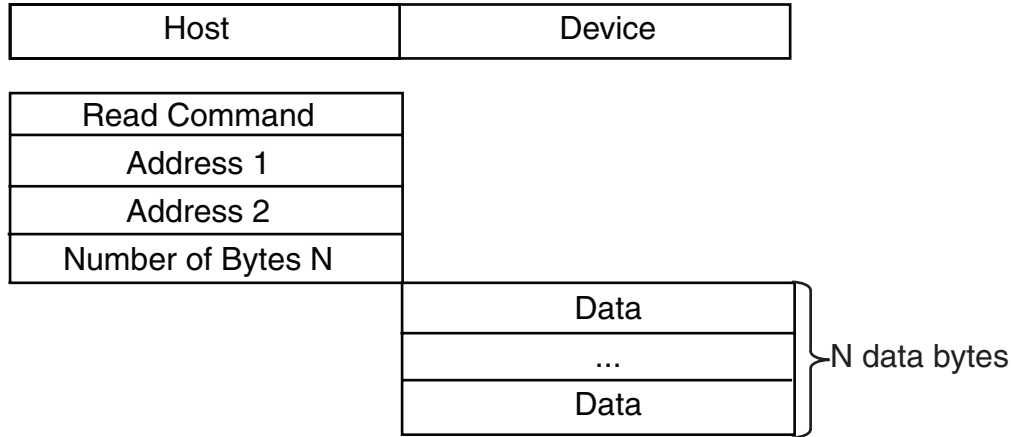 Host Device
Read Command
Address 1
Address 2
Number of Bytes N
Data
...
N data bytes
Data